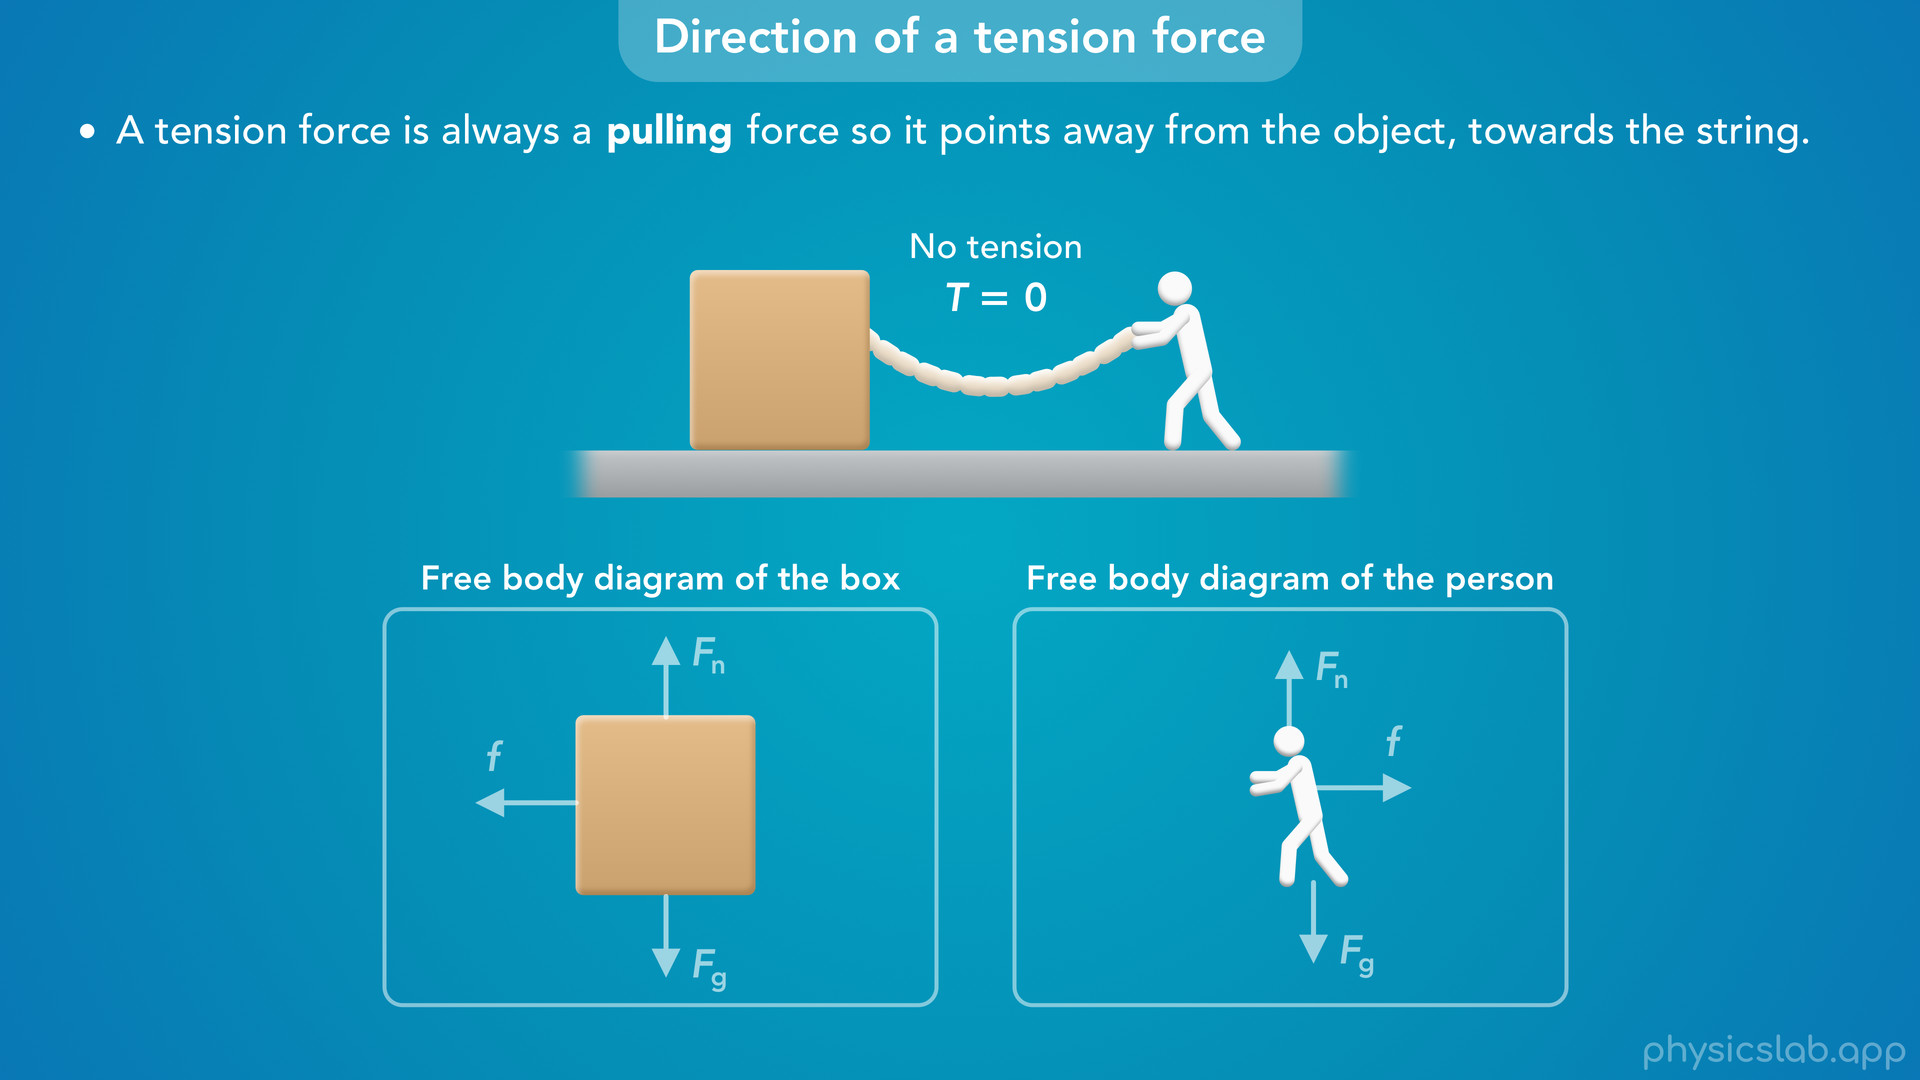 Direction of a tension force
• A tension force is always a pulling force so it points away from the object, towards the string.
No tension
T = 0
Free body diagram of the box
Free body diagram of the person
Fn
f
Fg
Fn
f
Fg
physicslab.app